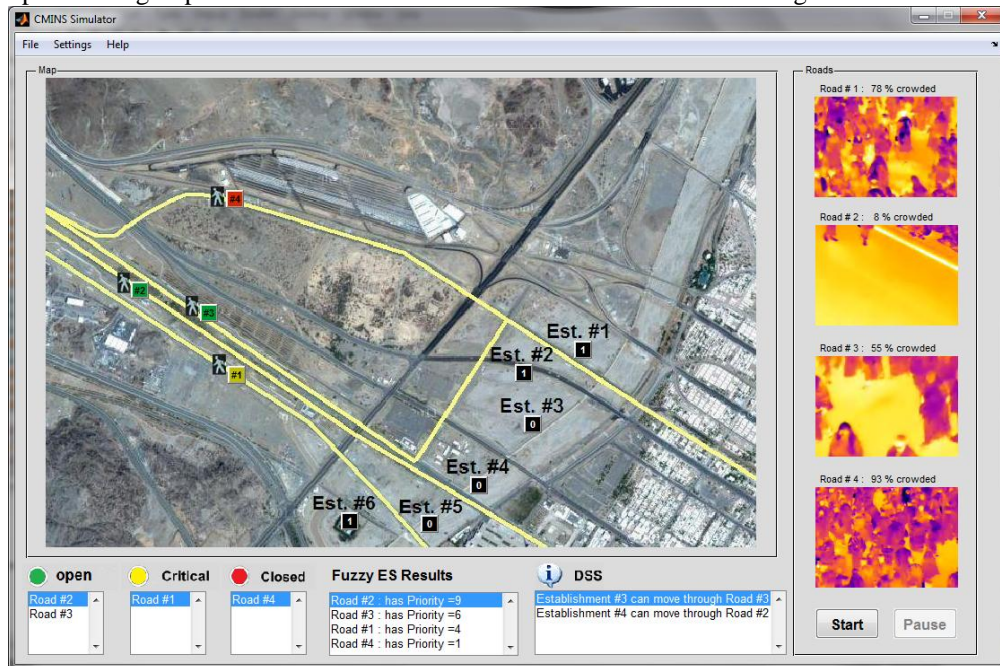 CMINS Simulator
File Settings Help
Map
#4
#2
#3
#1
Est. #1
1
Est. #2
1
Est. #3
0
Est. #4
0
Est. #5
0
Est. #6
1
Roads
Road # 1 : 78 % crowded
Road # 2 : 8 % crowded
Road # 3 : 55 % crowded
Road # 4 : 93 % crowded
open
Road #2
Road #3
Critical
Road #1
Closed
Road #4
Fuzzy ES Results
Road #2 : has Priority =9
Road #3 : has Priority =6
Road #1 : has Priority =4
Road #4 : has Priority =1
DSS
Establishment #3 can move through Road #3
Establishment #4 can move through Road #2
Start
Pause